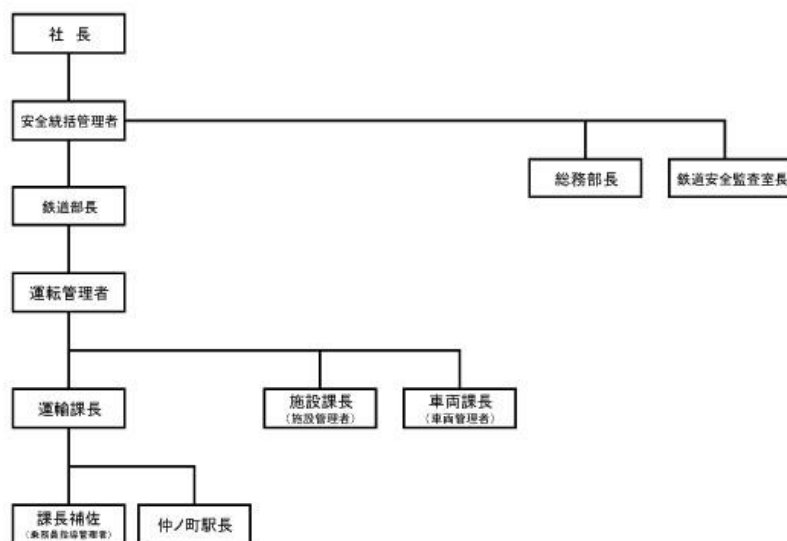 社 長
安全統括管理者
総務部長
鉄道安全監査室長
鉄道部長
運転管理者
運輸課長
施設課長
(施設管理者)
車両課長
(車両管理者)
課長補佐
(乗務員指導管理者)
仲ノ町駅長